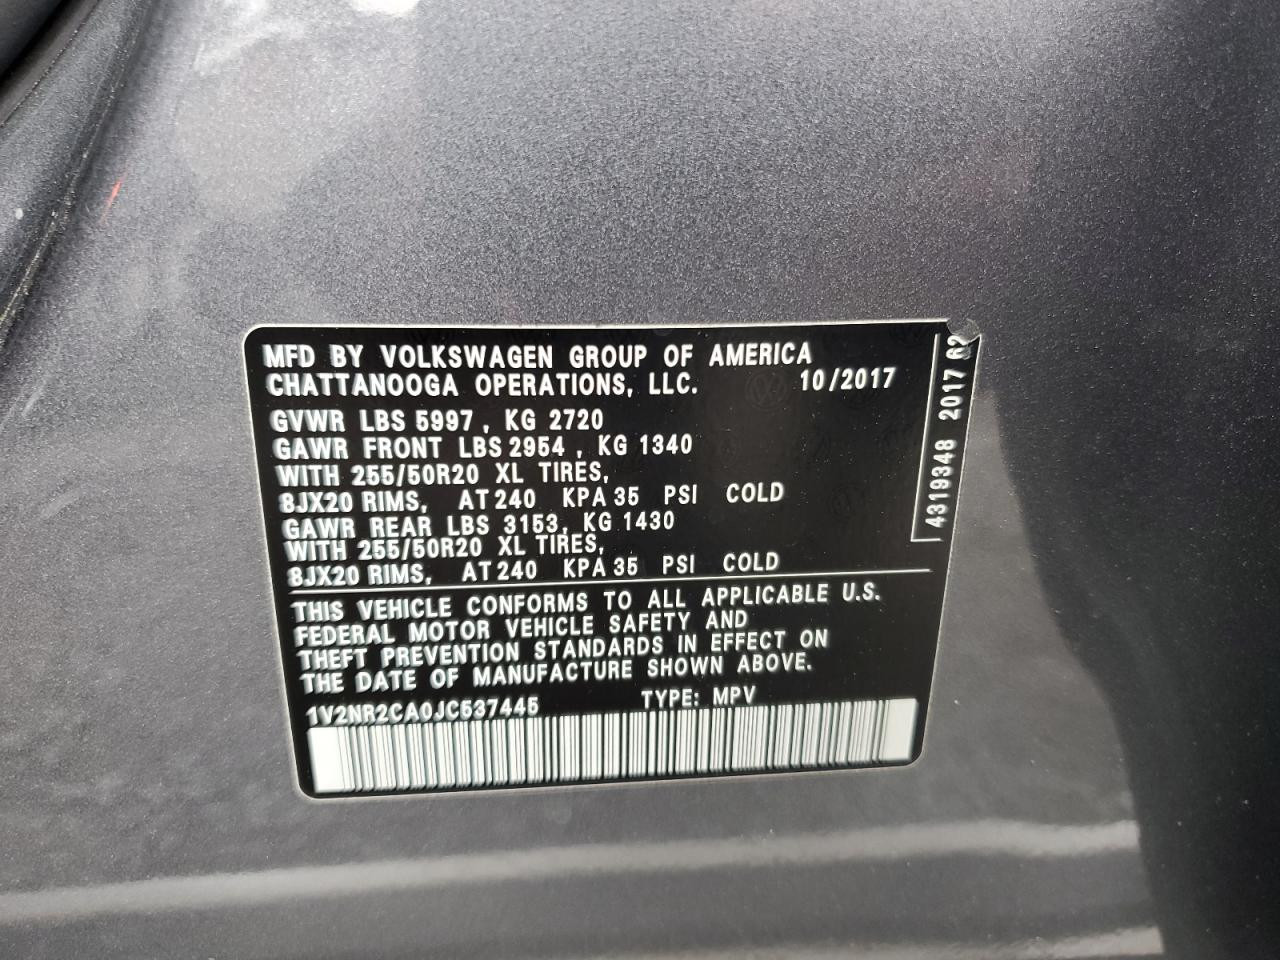 MFD BY VOLKSWAGEN GROUP OF AMERICA
CHATTANOOGA OPERATIONS, LLC. 10/2017
GVWR LBS 5997, KG 2720
GAWR FRONT LBS 2954, KG 1340
WITH 255/50R20 XL TIRES,
8JX20 RIMS, AT 240 KPA 35 PSI COLD
GAWR REAR LBS 3153, KG 1430
WITH 255/50R20 XL TIRES,
8JX20 RIMS, AT 240 KPA 35 PSI COLD
THIS VEHICLE CONFORMS TO ALL APPLICABLE U.S.
FEDERAL MOTOR VEHICLE SAFETY AND
THEFT PREVENTION STANDARDS IN EFFECT ON
THE DATE OF MANUFACTURE SHOWN ABOVE.
1V2NR2CA0JC537445 TYPE: MPV
4319348 2017 62